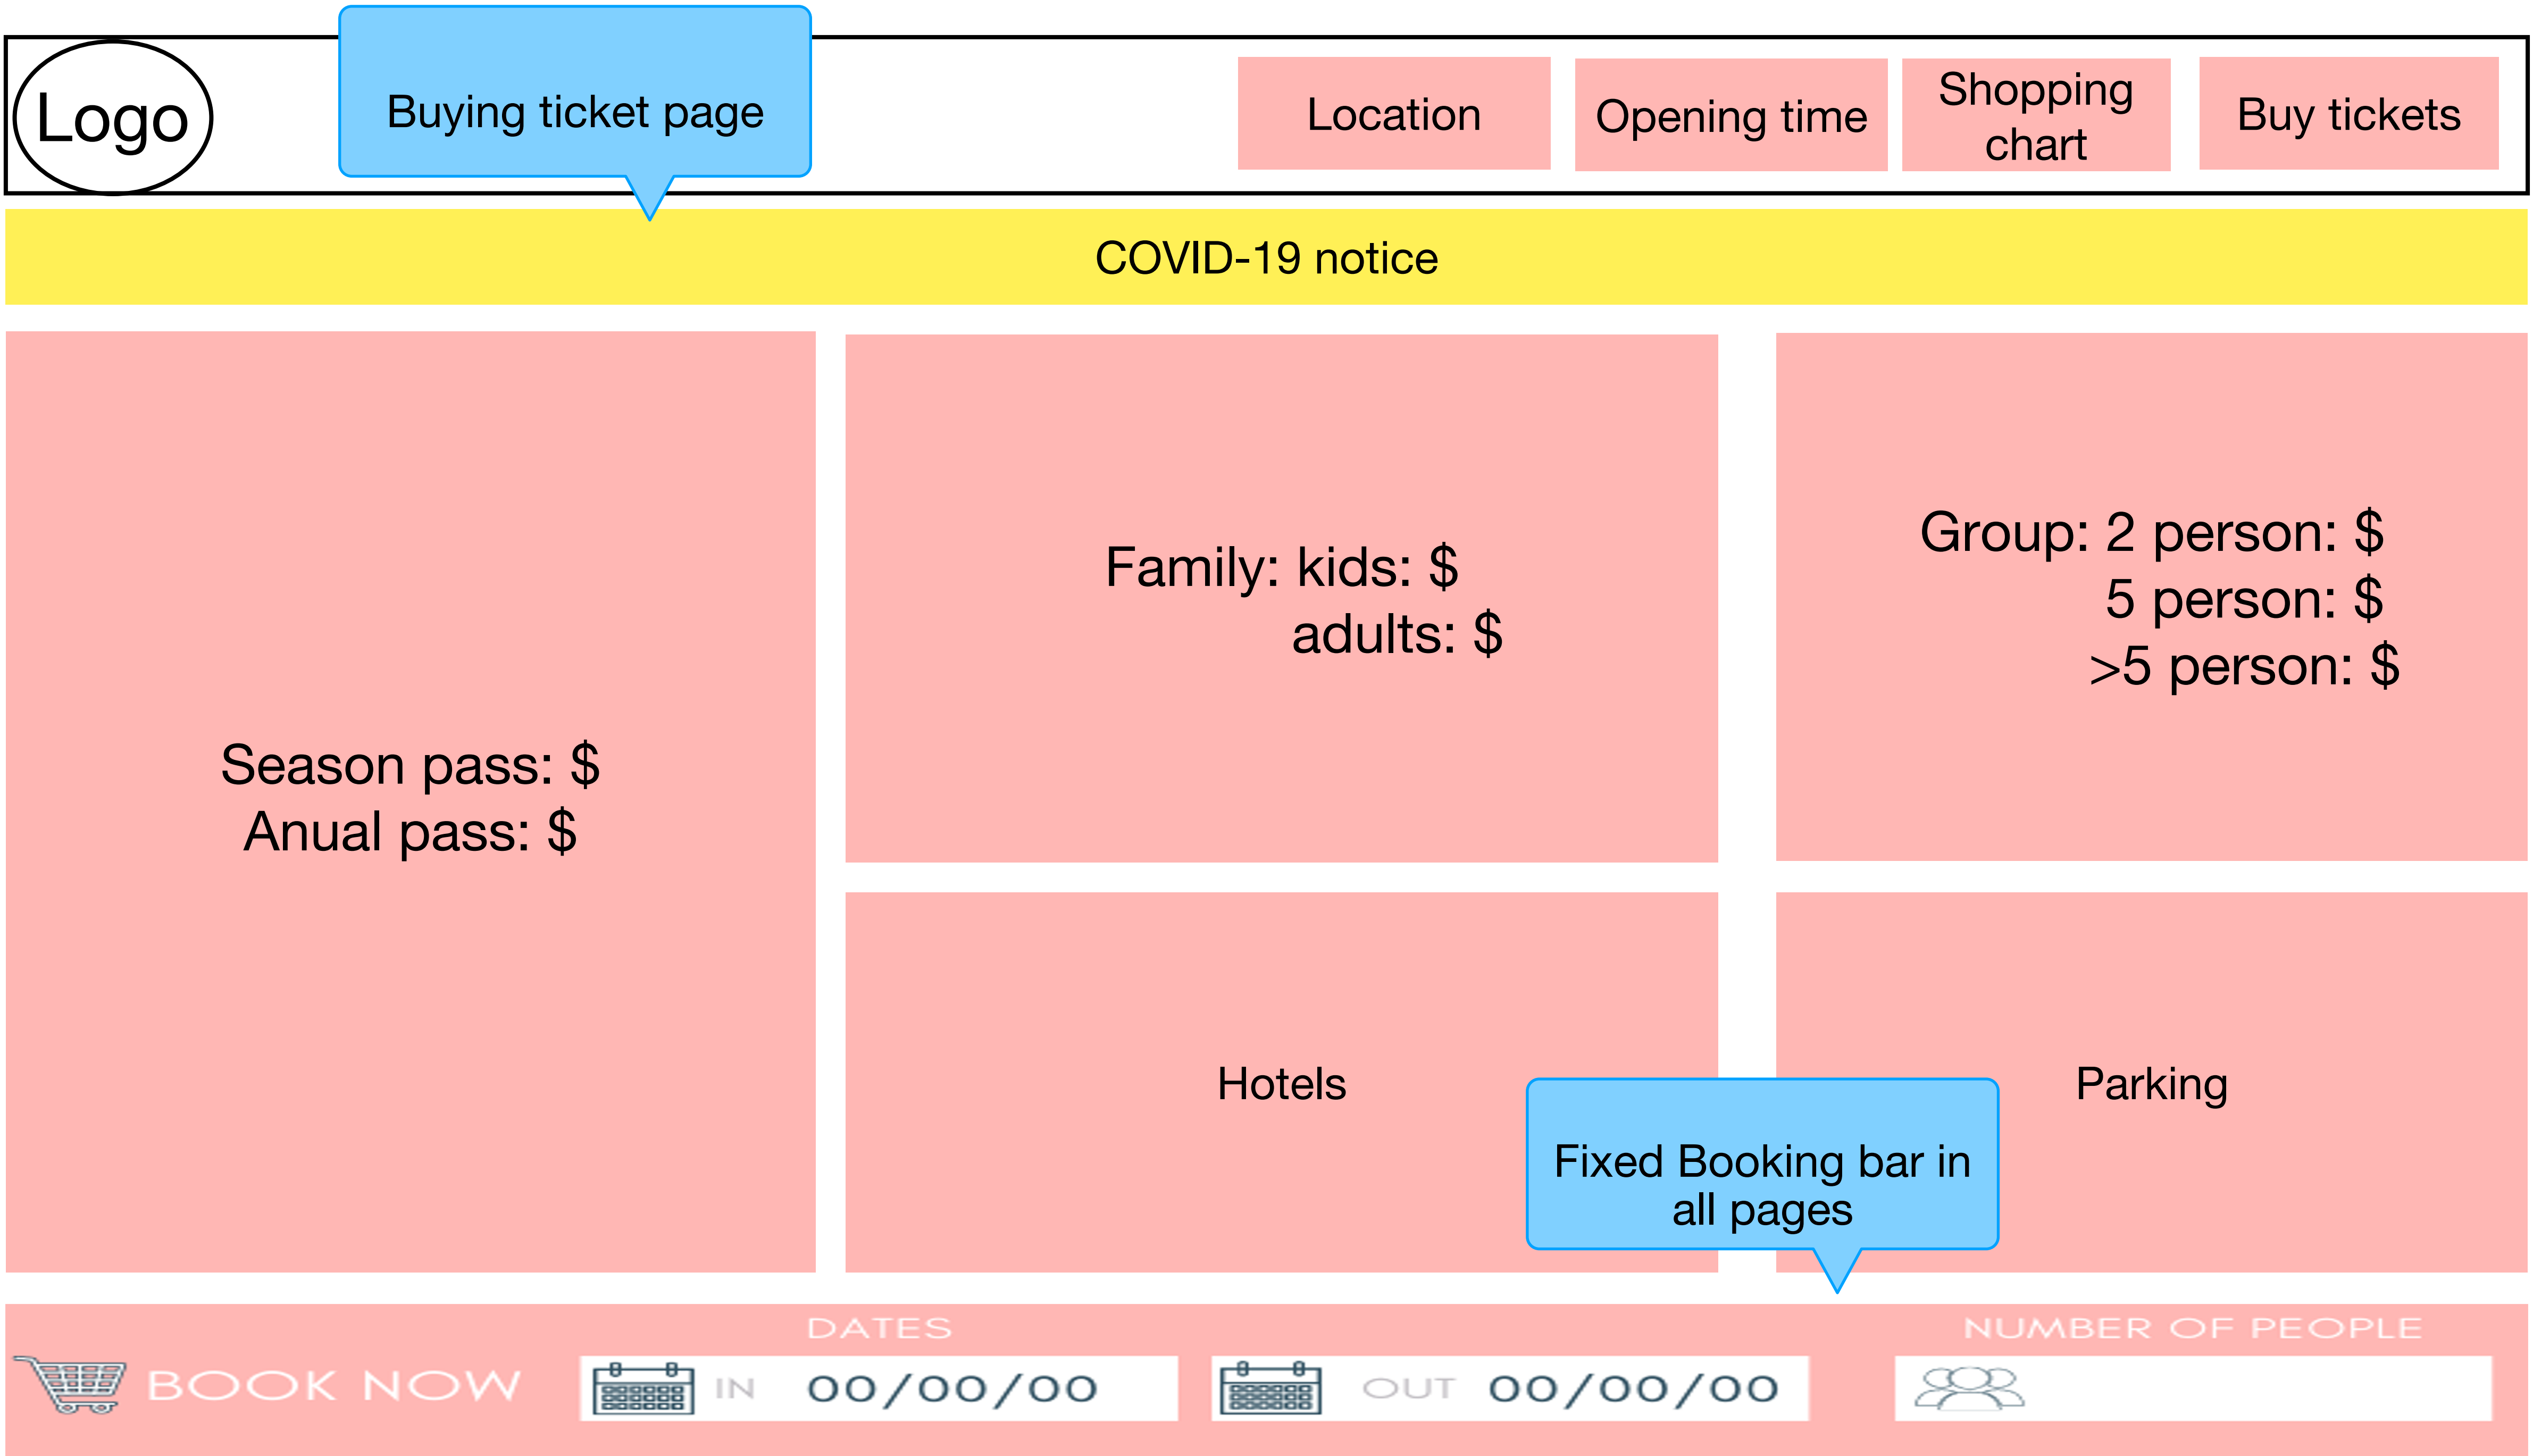 Logo
Buying ticket page
Location
Opening time
Shopping
chart
Buy tickets
COVID-19 notice
Season pass: $
Anual pass: $
Family: kids: $
adults: $
Group: 2 person: $
5 person: $
>5 person: $
Hotels
Parking
Fixed Booking bar in
all pages
BOOK NOW
DATES
IN 00/00/00
OUT 00/00/00
NUMBER OF PEOPLE